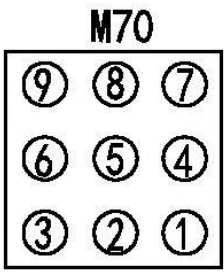 M70
⑨ ⑧ ⑦
⑥ ⑤ ④
③ ② ①